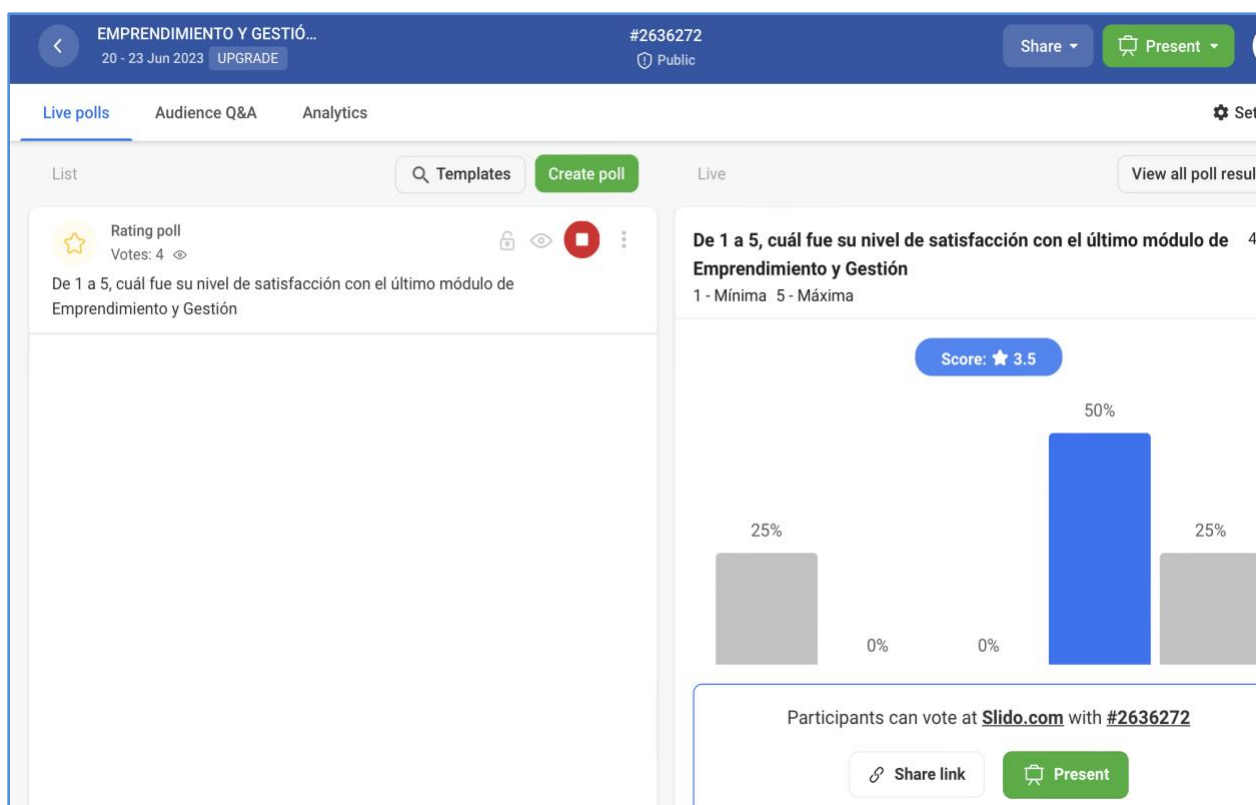 EMPRENDIMIENTO Y GESTIÓ...
20 - 23 Jun 2023 UPGRADE
#2636272
Public
Share
Present
Live polls
Audience Q&A
Analytics
Set
List
Templates
Create poll
Live
View all poll resul
Rating poll
Votes: 4
De 1 a 5, cuál fue su nivel de satisfacción con el último módulo de
Emprendimiento y Gestión
De 1 a 5, cuál fue su nivel de satisfacción con el último módulo de
Emprendimiento y Gestión
4
1 - Mínima 5 - Máxima
Score: 3.5
50%
25%
25%
0%
0%
Participants can vote at Slido.com with #2636272
Share link
Present